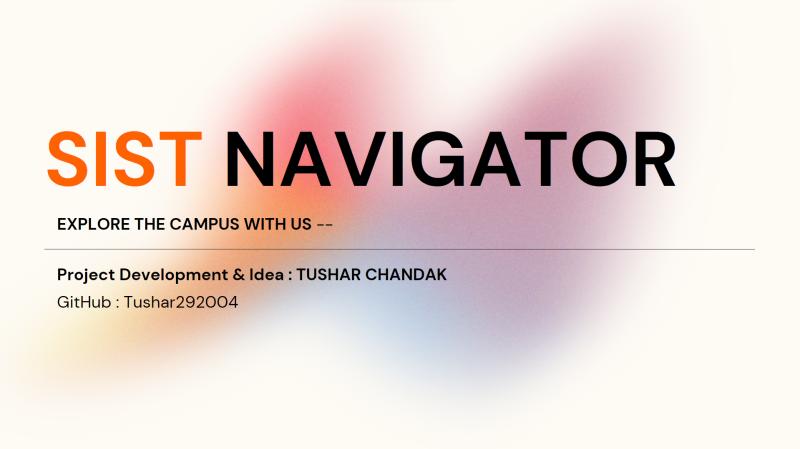 SIST NAVIGATOR
EXPLORE THE CAMPUS WITH US --
Project Development & Idea : TUSHAR CHANDAK
GitHub : Tushar292004